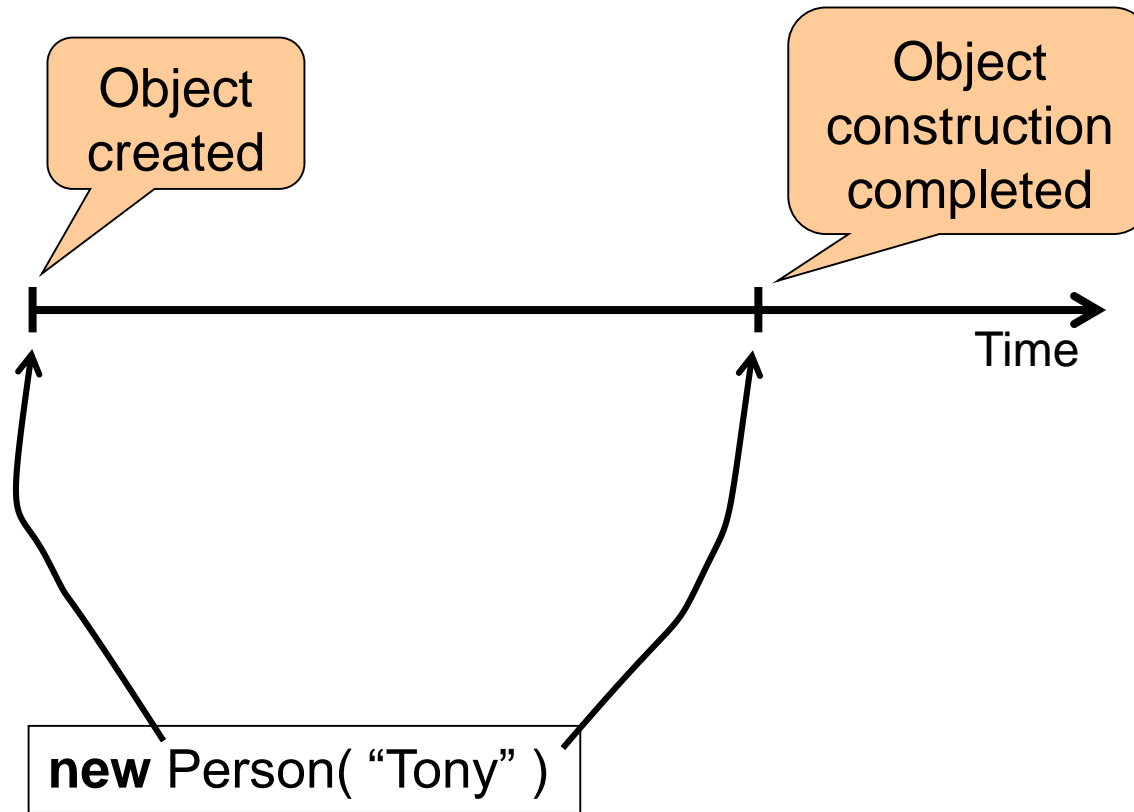 Object
created
Object
construction
completed
Time
new Person( “Tony” )